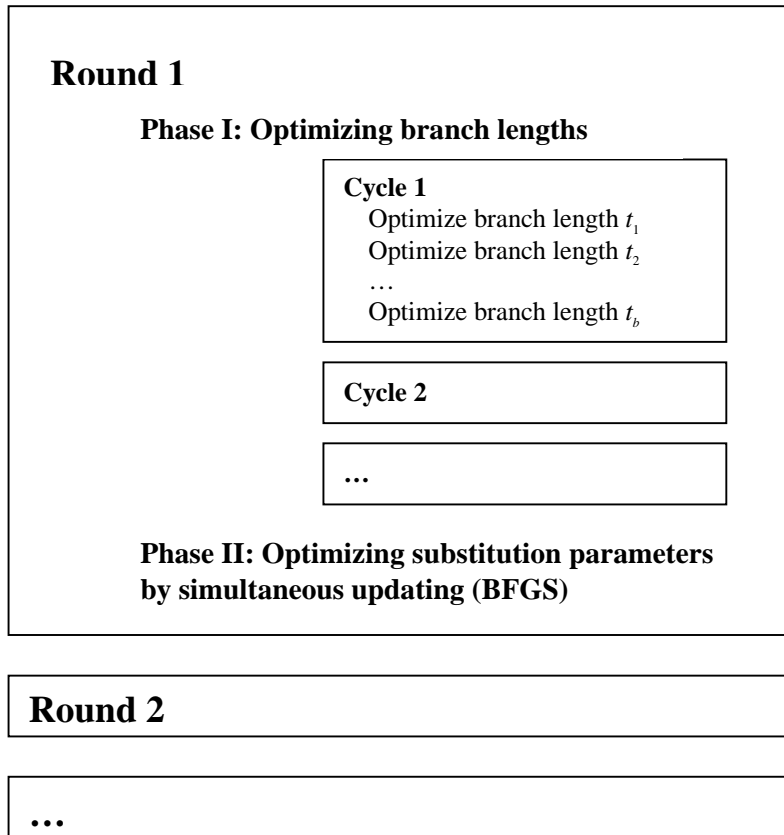 Round 1
Phase I: Optimizing branch lengths
Cycle 1
Optimize branch length t₁
Optimize branch length t₂
…
Optimize branch length t_b
Cycle 2
…
Phase II: Optimizing substitution parameters
by simultaneous updating (BFGS)
Round 2
…